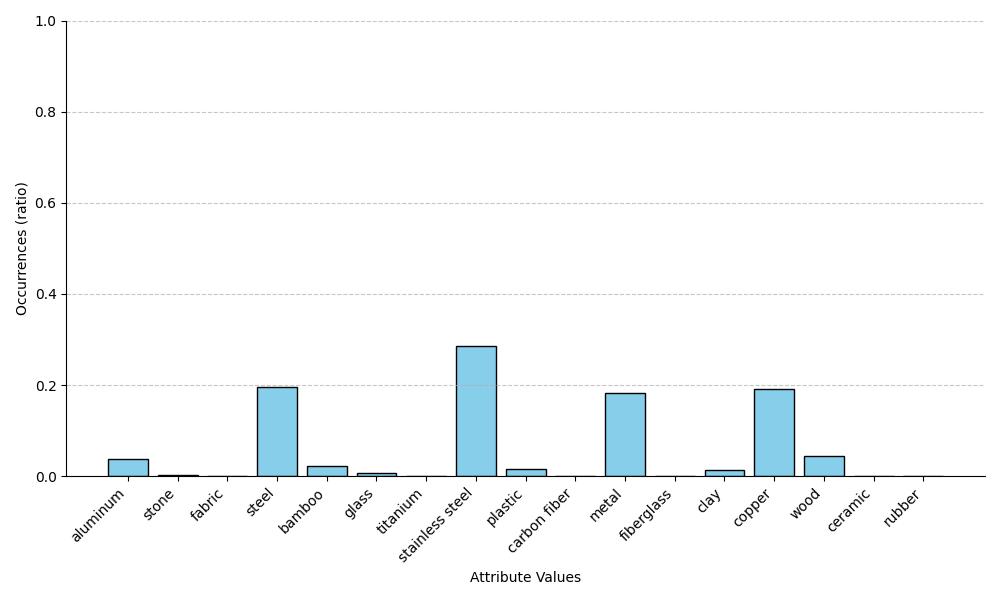 1.0
0.8
0.6
0.4
0.2
0.0
Occurrences (ratio)
aluminum
stone
fabric
steel
bamboo
glass
titanium
stainless steel
plastic
carbon fiber
metal
fiberglass
clay
copper
wood
ceramic
rubber
Attribute Values